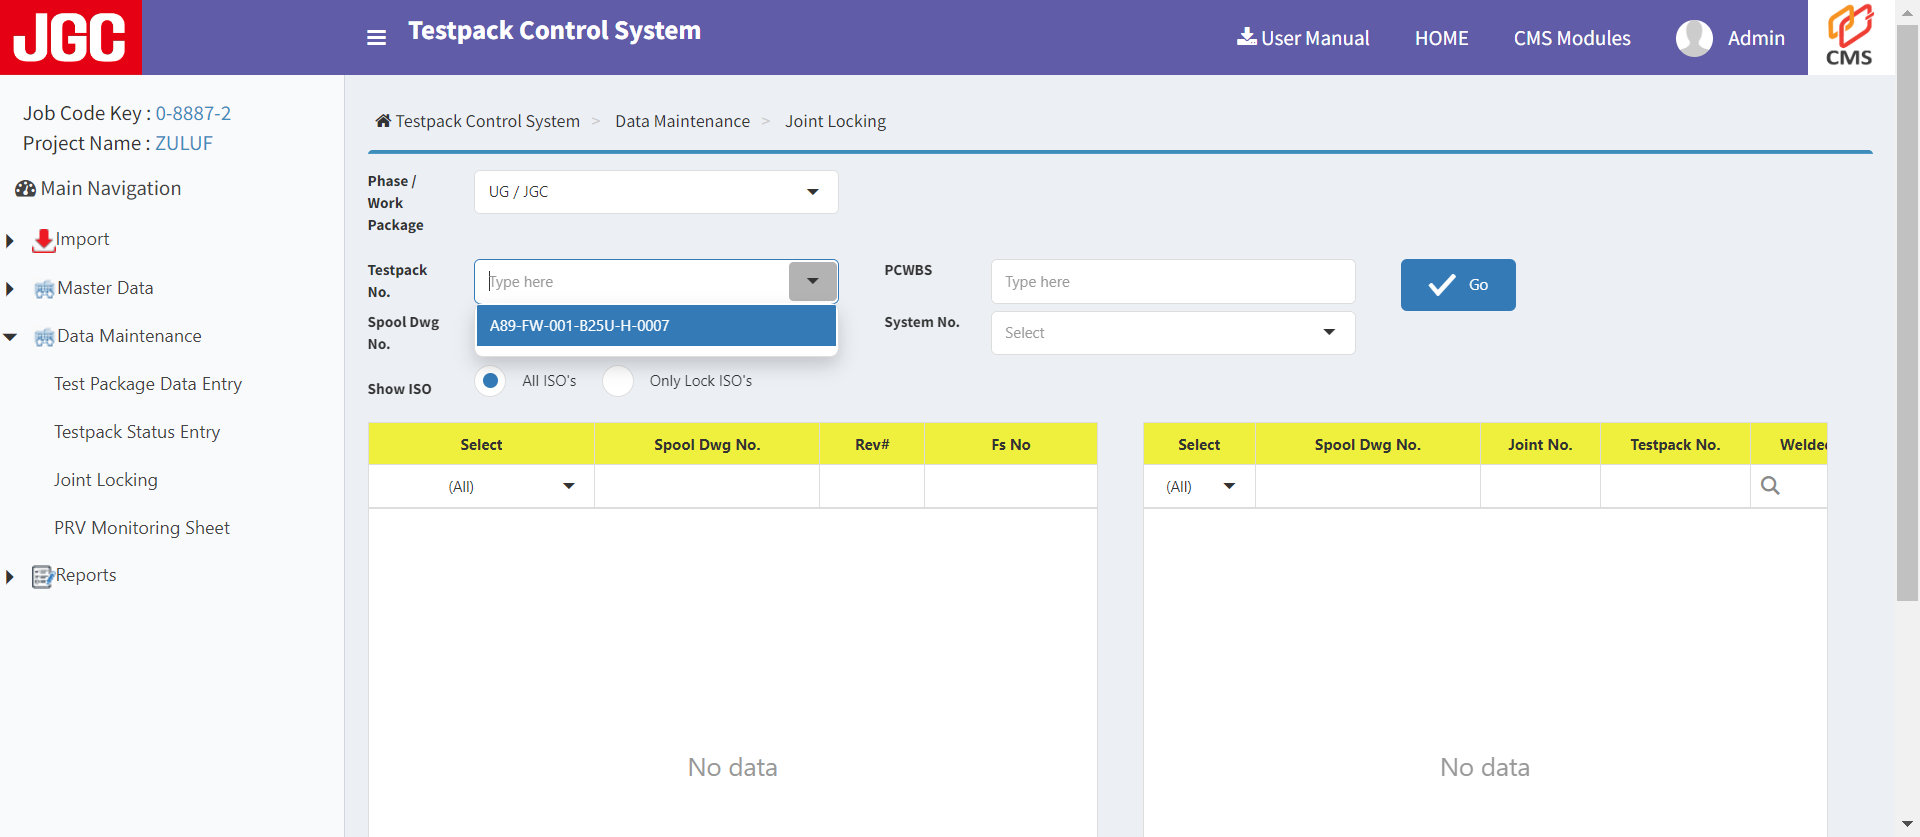 JGC
Testpack Control System
User Manual
HOME
CMS Modules
Admin
CMS
Job Code Key : 0-8887-2
Project Name : ZULUF
Main Navigation
Import
Master Data
Data Maintenance
Test Package Data Entry
Testpack Status Entry
Joint Locking
PRV Monitoring Sheet
Reports
Testpack Control System > Data Maintenance > Joint Locking
Phase /
Work
Package
UG / JGC
Testpack
No.
Type here
PCWBS
Type here
Go
A89-FW-001-B25U-H-0007
Spool Dwg
No.
System No.
Select
Show ISO
All ISO's
Only Lock ISO's
Select Spool Dwg No. Rev# Fs No
(All)
No data
Select Spool Dwg No. Joint No. Testpack No. Welded
(All)
No data